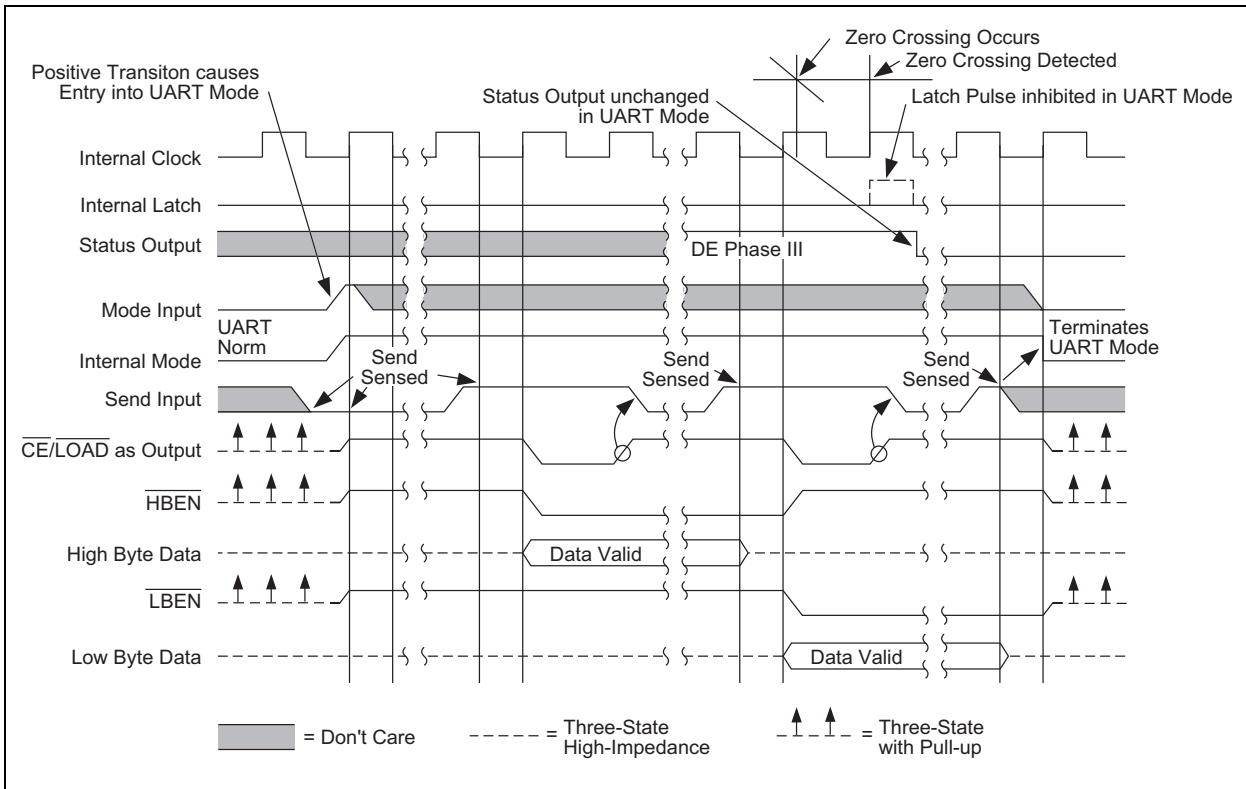 Zero Crossing Occurs
Zero Crossing Detected
Positive Transiton causes
Entry into UART Mode
Status Output unchanged
in UART Mode
Latch Pulse inhibited in UART Mode
Internal Clock
Internal Latch
Status Output
DE Phase III
Mode Input
UART
Norm
Internal Mode
Terminates
UART Mode
Send
Sensed
Send
Sensed
Send
Sensed
Send Input
CE/LOAD as Output
HBEN
High Byte Data
Data Valid
LBEN
Low Byte Data
Data Valid
= Don't Care
= Three-State
High-Impedance
= Three-State
with Pull-up